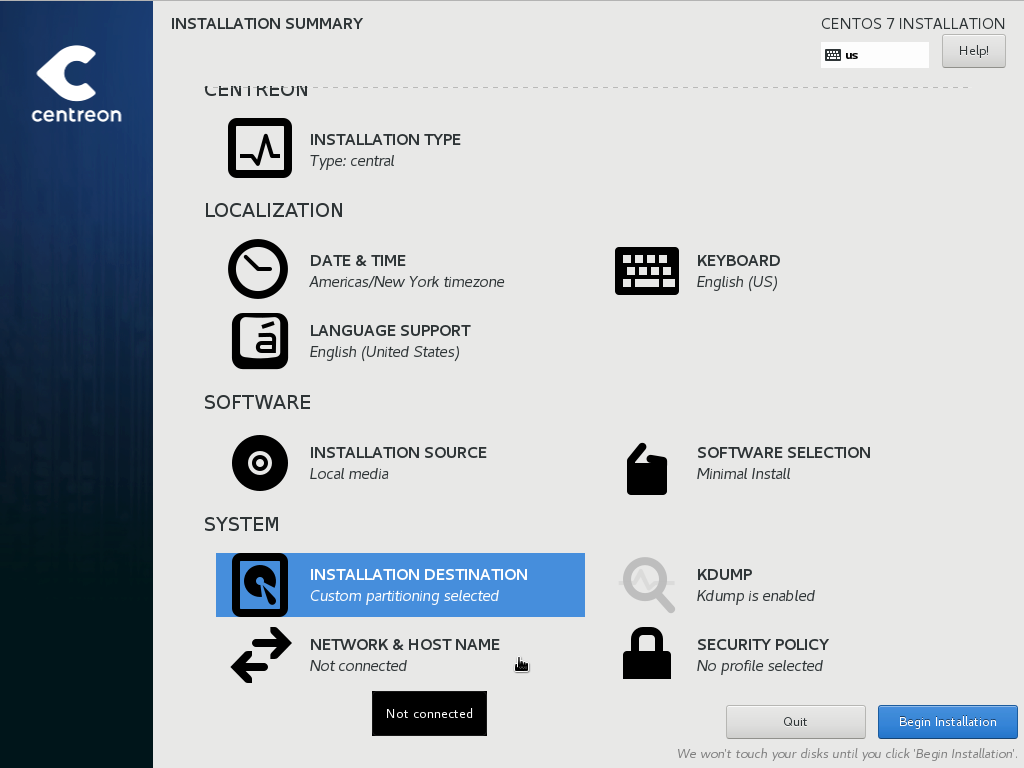 INSTALLATION SUMMARY
CENTOS 7 INSTALLATION
us
Help!
centreon
CENTREON
INSTALLATION TYPE
Type: central
LOCALIZATION
DATE & TIME
Americas/New York timezone
KEYBOARD
English (US)
LANGUAGE SUPPORT
English (United States)
SOFTWARE
INSTALLATION SOURCE
Local media
SOFTWARE SELECTION
Minimal Install
SYSTEM
INSTALLATION DESTINATION
Custom partitioning selected
KDUMP
Kdump is enabled
NETWORK & HOST NAME
Not connected
SECURITY POLICY
No profile selected
Not connected
Quit
Begin Installation
We won't touch your disks until you click 'Begin Installation'.